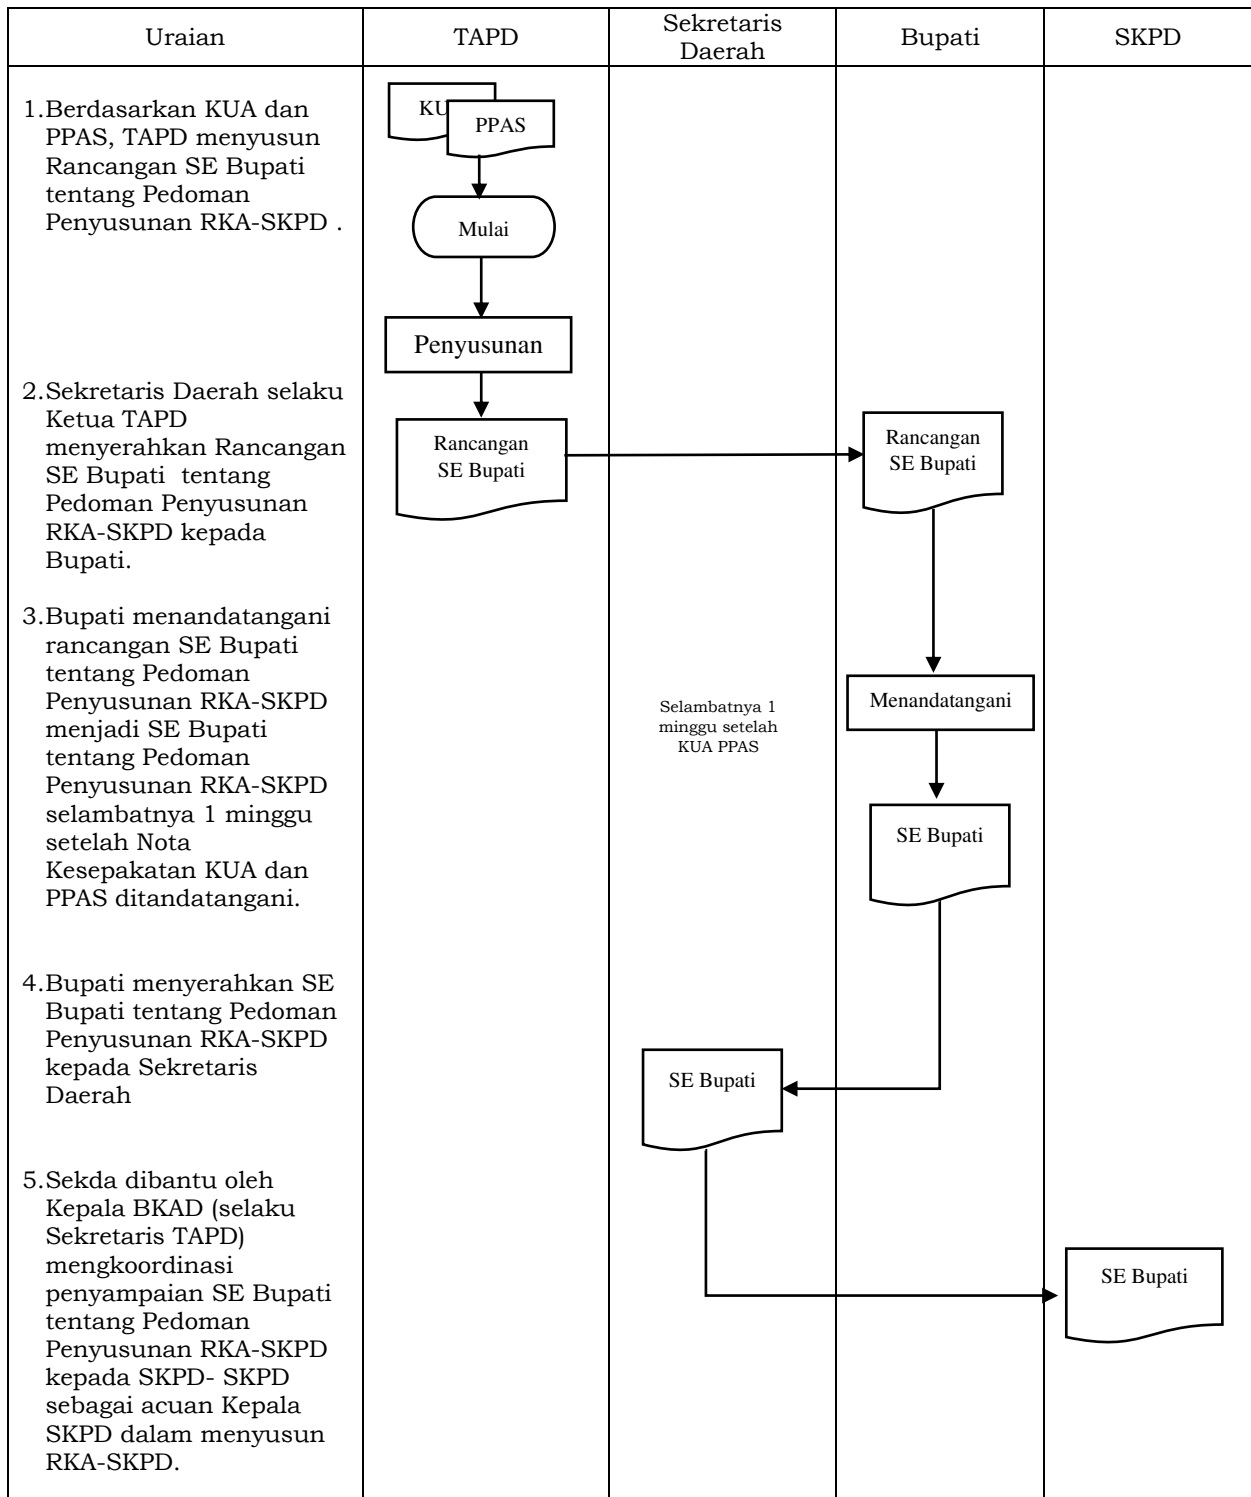 Uraian
TAPD
Sekretaris
Daerah
Bupati
SKPD
1.Berdasarkan KUA dan
PPAS, TAPD menyusun
Rancangan SE Bupati
tentang Pedoman
Penyusunan RKA-SKPD .
2.Sekretaris Daerah selaku
Ketua TAPD
menyerahkan Rancangan
SE Bupati  tentang
Pedoman Penyusunan
RKA-SKPD kepada
Bupati.
3.Bupati menandatangani
rancangan SE Bupati
tentang Pedoman
Penyusunan RKA-SKPD
menjadi SE Bupati
tentang Pedoman
Penyusunan RKA-SKPD
selambatnya 1 minggu
setelah Nota
Kesepakatan KUA dan
PPAS ditandatangani.
4.Bupati menyerahkan SE
Bupati tentang Pedoman
Penyusunan RKA-SKPD
kepada Sekretaris
Daerah
5.Sekda dibantu oleh
Kepala BKAD (selaku
Sekretaris TAPD)
mengkoordinasi
penyampaian SE Bupati
tentang Pedoman
Penyusunan RKA-SKPD
kepada SKPD- SKPD
sebagai acuan Kepala
SKPD dalam menyusun
RKA-SKPD.
PPAS
Mulai
Penyusunan
Rancangan
SE Bupati
Selambatnya 1
minggu setelah
KUA PPAS
SE Bupati
Rancangan
SE Bupati
Menandatangani
SE Bupati
SE Bupati